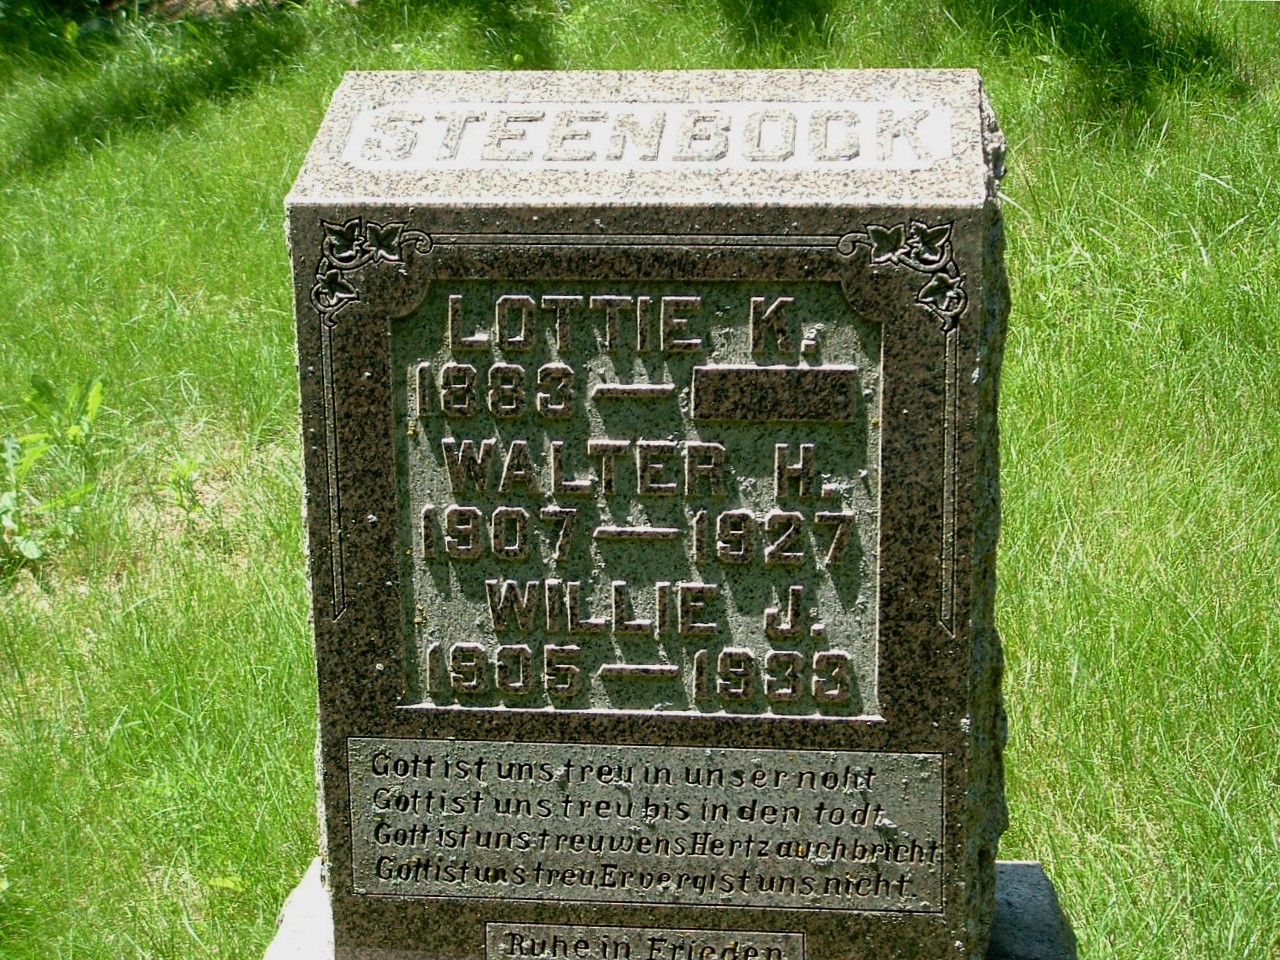 STEENBOCK
LOTTIE K.
1883 —
WALTER H.
1907 — 1927
WILLIE J.
1905 — 1933
Gott ist uns treu in unser noht
Gott ist uns treu bis in den todt.
Gott ist uns treu wens Hertz auch bricht
Gott ist uns treu, Er vergist uns nicht.
Ruhe in Frieden